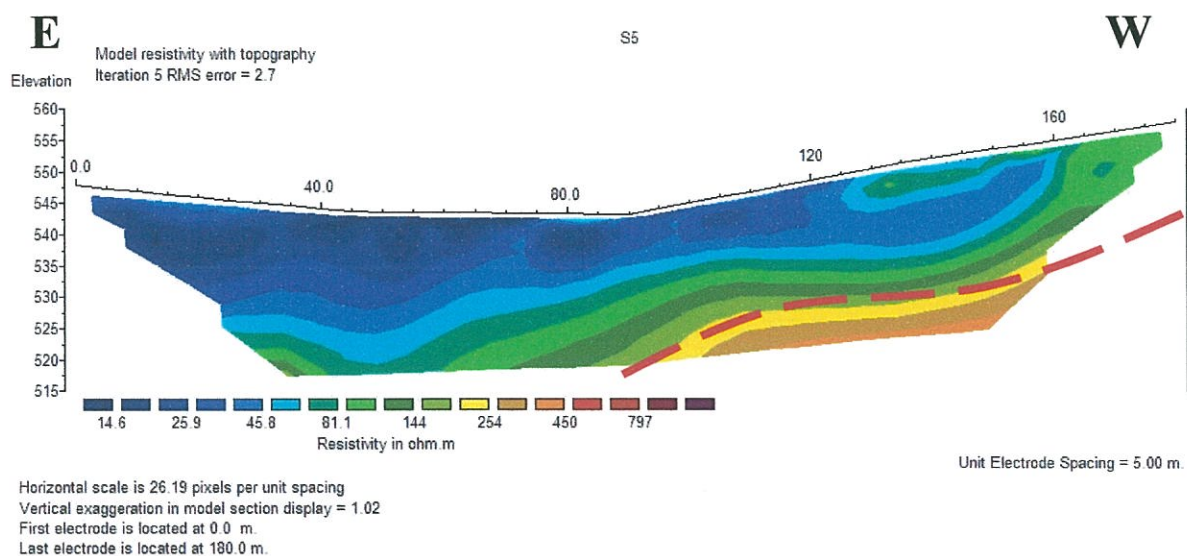 E
S5
W
Model resistivity with topography
Iteration 5 RMS error = 2.7
Elevation
560
555
550
545
540
535
530
525
520
515
0.0
40.0
80.0
120
160
14.6 25.9 45.8 81.1 144 254 450 797
Resistivity in ohm.m
Unit Electrode Spacing = 5.00 m.
Horizontal scale is 26.19 pixels per unit spacing
Vertical exaggeration in model section display = 1.02
First electrode is located at 0.0 m.
Last electrode is located at 180.0 m.